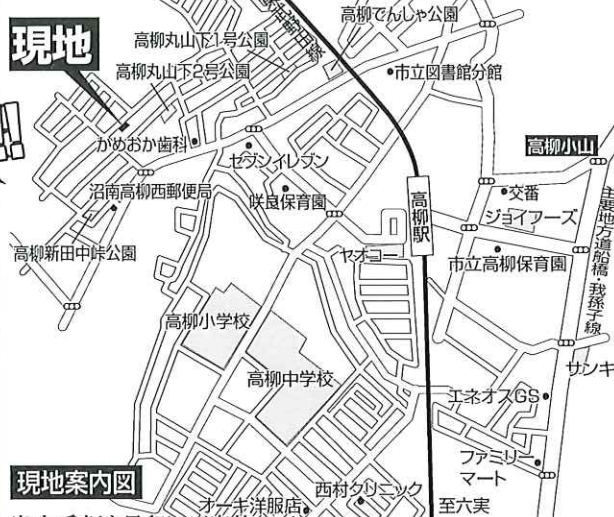 現地
高柳でんしゃ公園
高柳丸山下1号公園
高柳丸山下2号公園
市立図書館分館
かめおか歯科
セブンイレブン
高柳小山
沼南高柳西郵便局
咲良保育園
高柳駅
交番
ジョイフーズ
主要地方道船橋・我孫子線
高柳新田中峠公園
ヤオコー
市立高柳保育園
高柳小学校
サンキ
高柳中学校
エネオスGS
ファミリー
マート
現地案内図
西村クリニック
オーキ洋服店
至六実